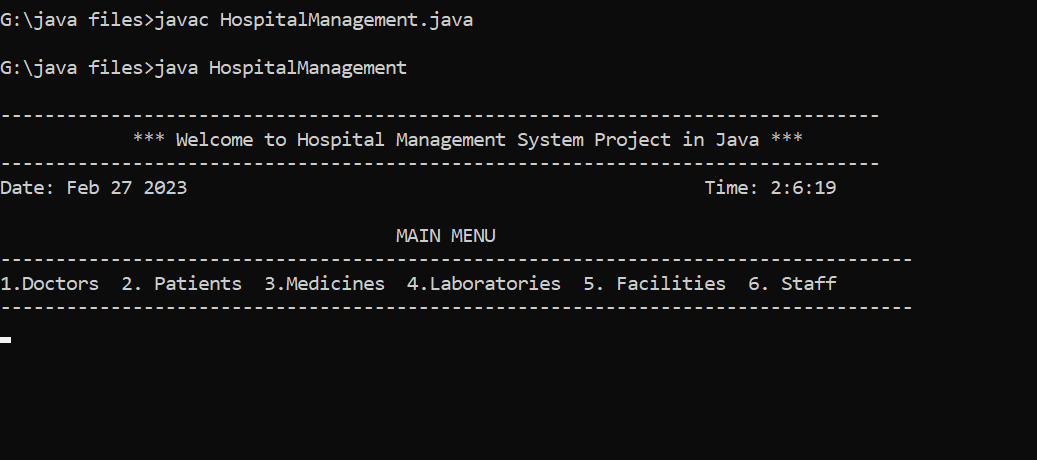 G:\java files>javac HospitalManagement.java
G:\java files>java HospitalManagement
--------------------------------------------------------------------------------
*** Welcome to Hospital Management System Project in Java ***
--------------------------------------------------------------------------------
Date: Feb 27 2023                                               Time: 2:6:19
MAIN MENU
-----------------------------------------------------------------------------------
1.Doctors  2. Patients  3.Medicines  4.Laboratories  5. Facilities  6. Staff
-----------------------------------------------------------------------------------